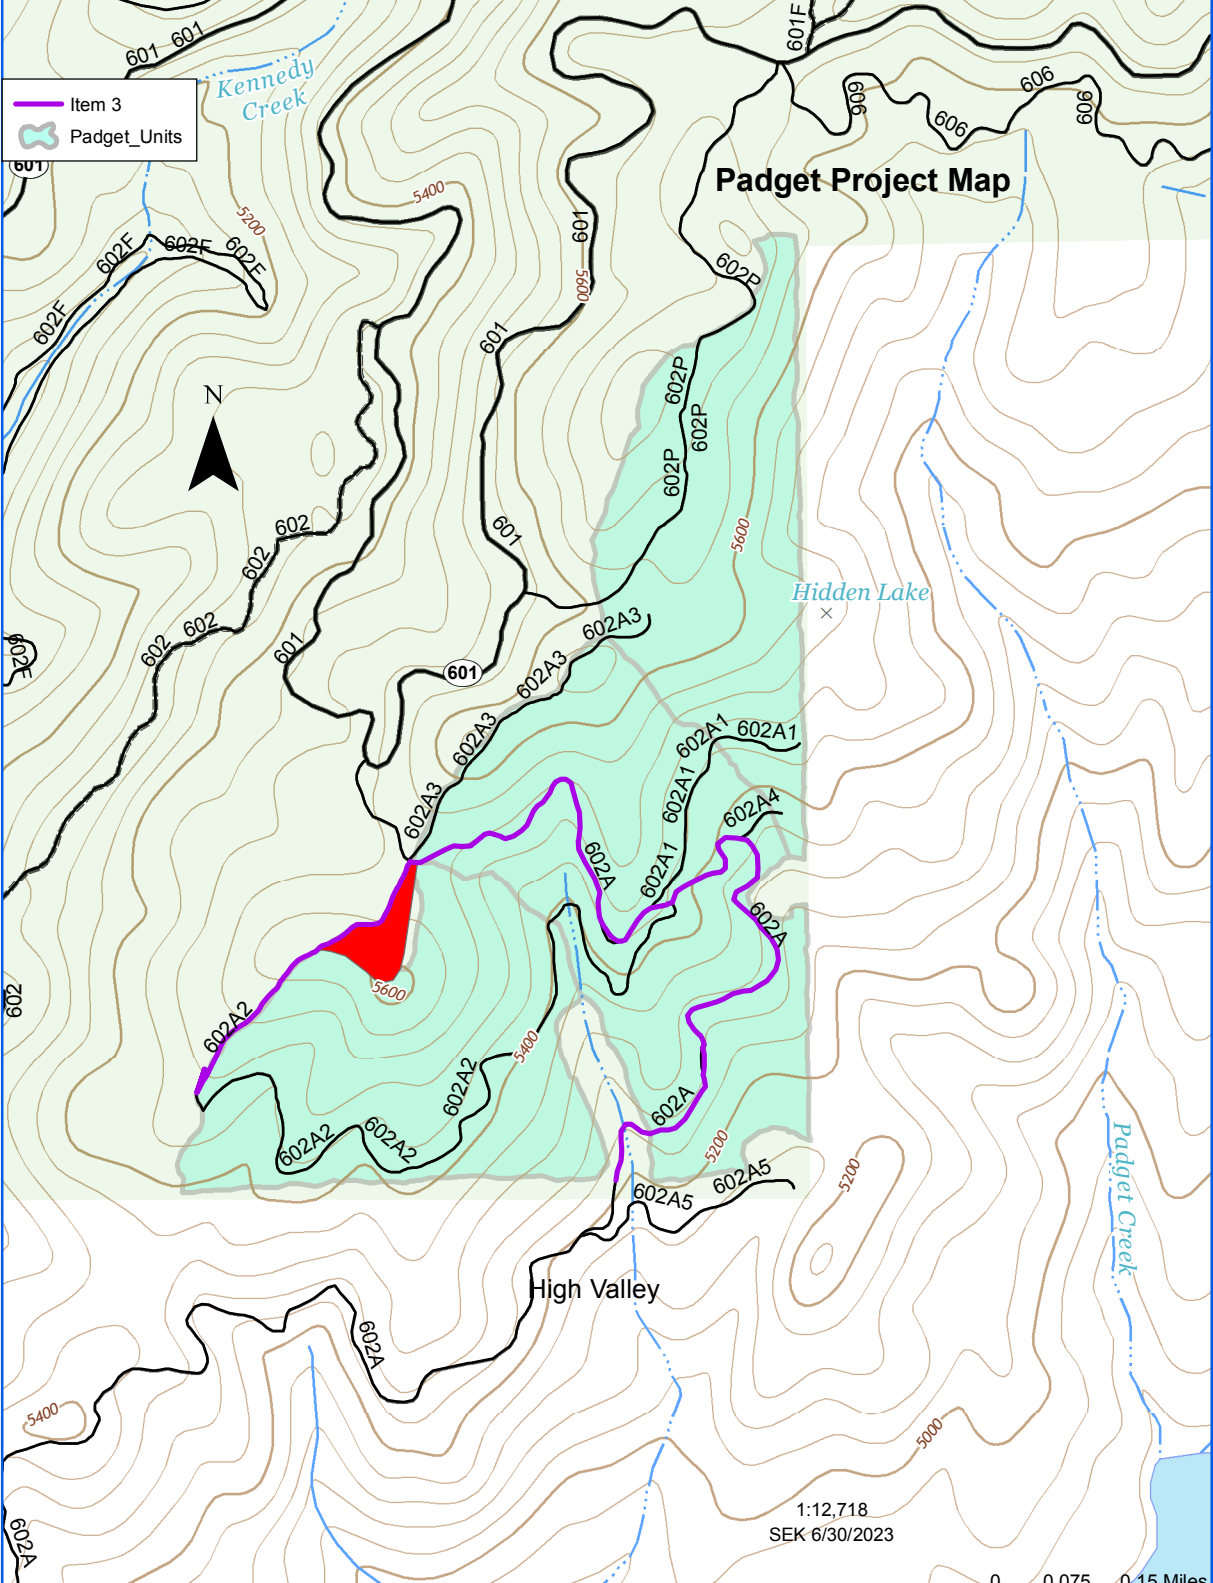 601
601
601F
Kennedy
Creek
606
606
606
606
Item 3
Padget_Units
601
Padget Project Map
5400
5200
601
602F
602F
602F
602P
5600
602F
601
602P
N
602P
602P
601
5600
602
602
Hidden Lake
602A3
602
602
602F
601
601
602A3
602A3
602A1
602A1
602A1
602A3
602A4
602A
602A1
602A
5600
602
602A2
5400
602A2
602A
602A2
602A2
5200
Padget Creek
5200
602A5
602A5
High Valley
602A
5400
5000
1:12,718
SEK 6/30/2023
602A
0 0.075 0.15 Miles